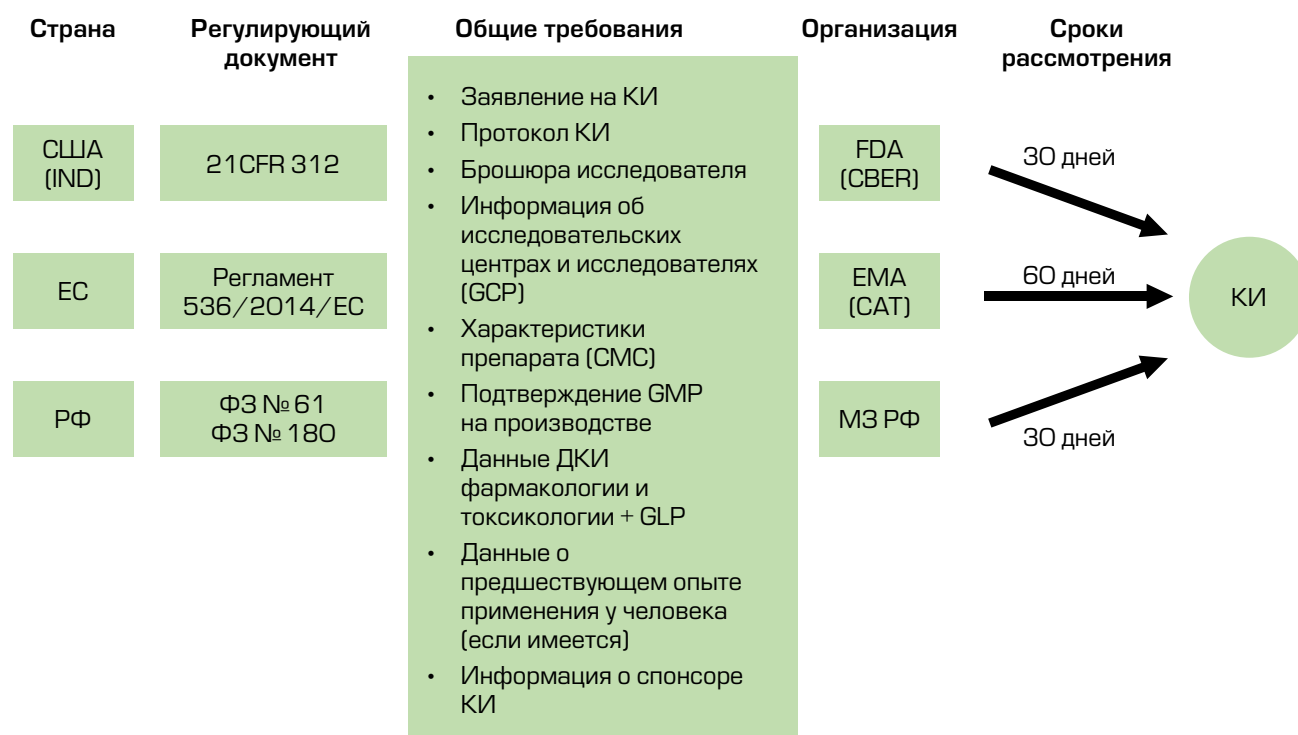 Страна
Регулирующий
документ
Общие требования
Организация
Сроки
рассмотрения
США
(IND)
21CFR 312
ЕС
Регламент
536/2014/ЕС
РФ
ФЗ № 61
ФЗ № 180
• Заявление на КИ
• Протокол КИ
• Брошюра исследователя
• Информация об
исследовательских
центрах и исследователях
(GCP)
• Характеристики
препарата (CMC)
• Подтверждение GMP
на производстве
• Данные ДКИ
фармакологии и
токсикологии + GLP
• Данные о
предшествующем опыте
применения у человека
(если имеется)
• Информация о спонсоре
КИ
FDA
(CBER)
EMA
(CAT)
МЗ РФ
30 дней
60 дней
30 дней
КИ